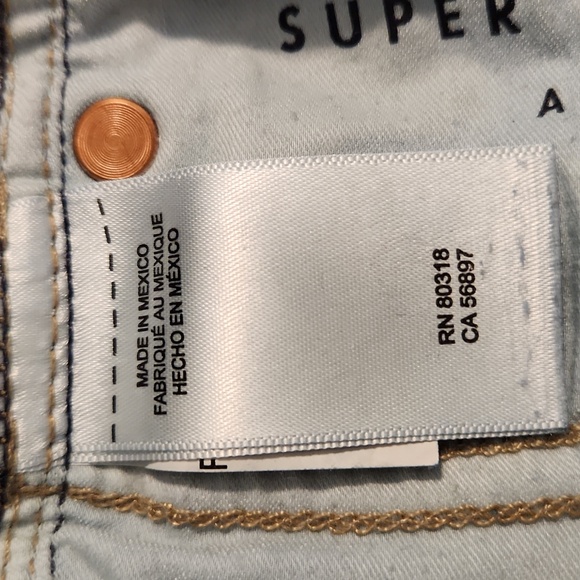 SUPER
A
MADE IN MEXICO
FABRIQUÉ AU MEXIQUE
HECHO EN MÉXICO
RN 80318
CA 56897